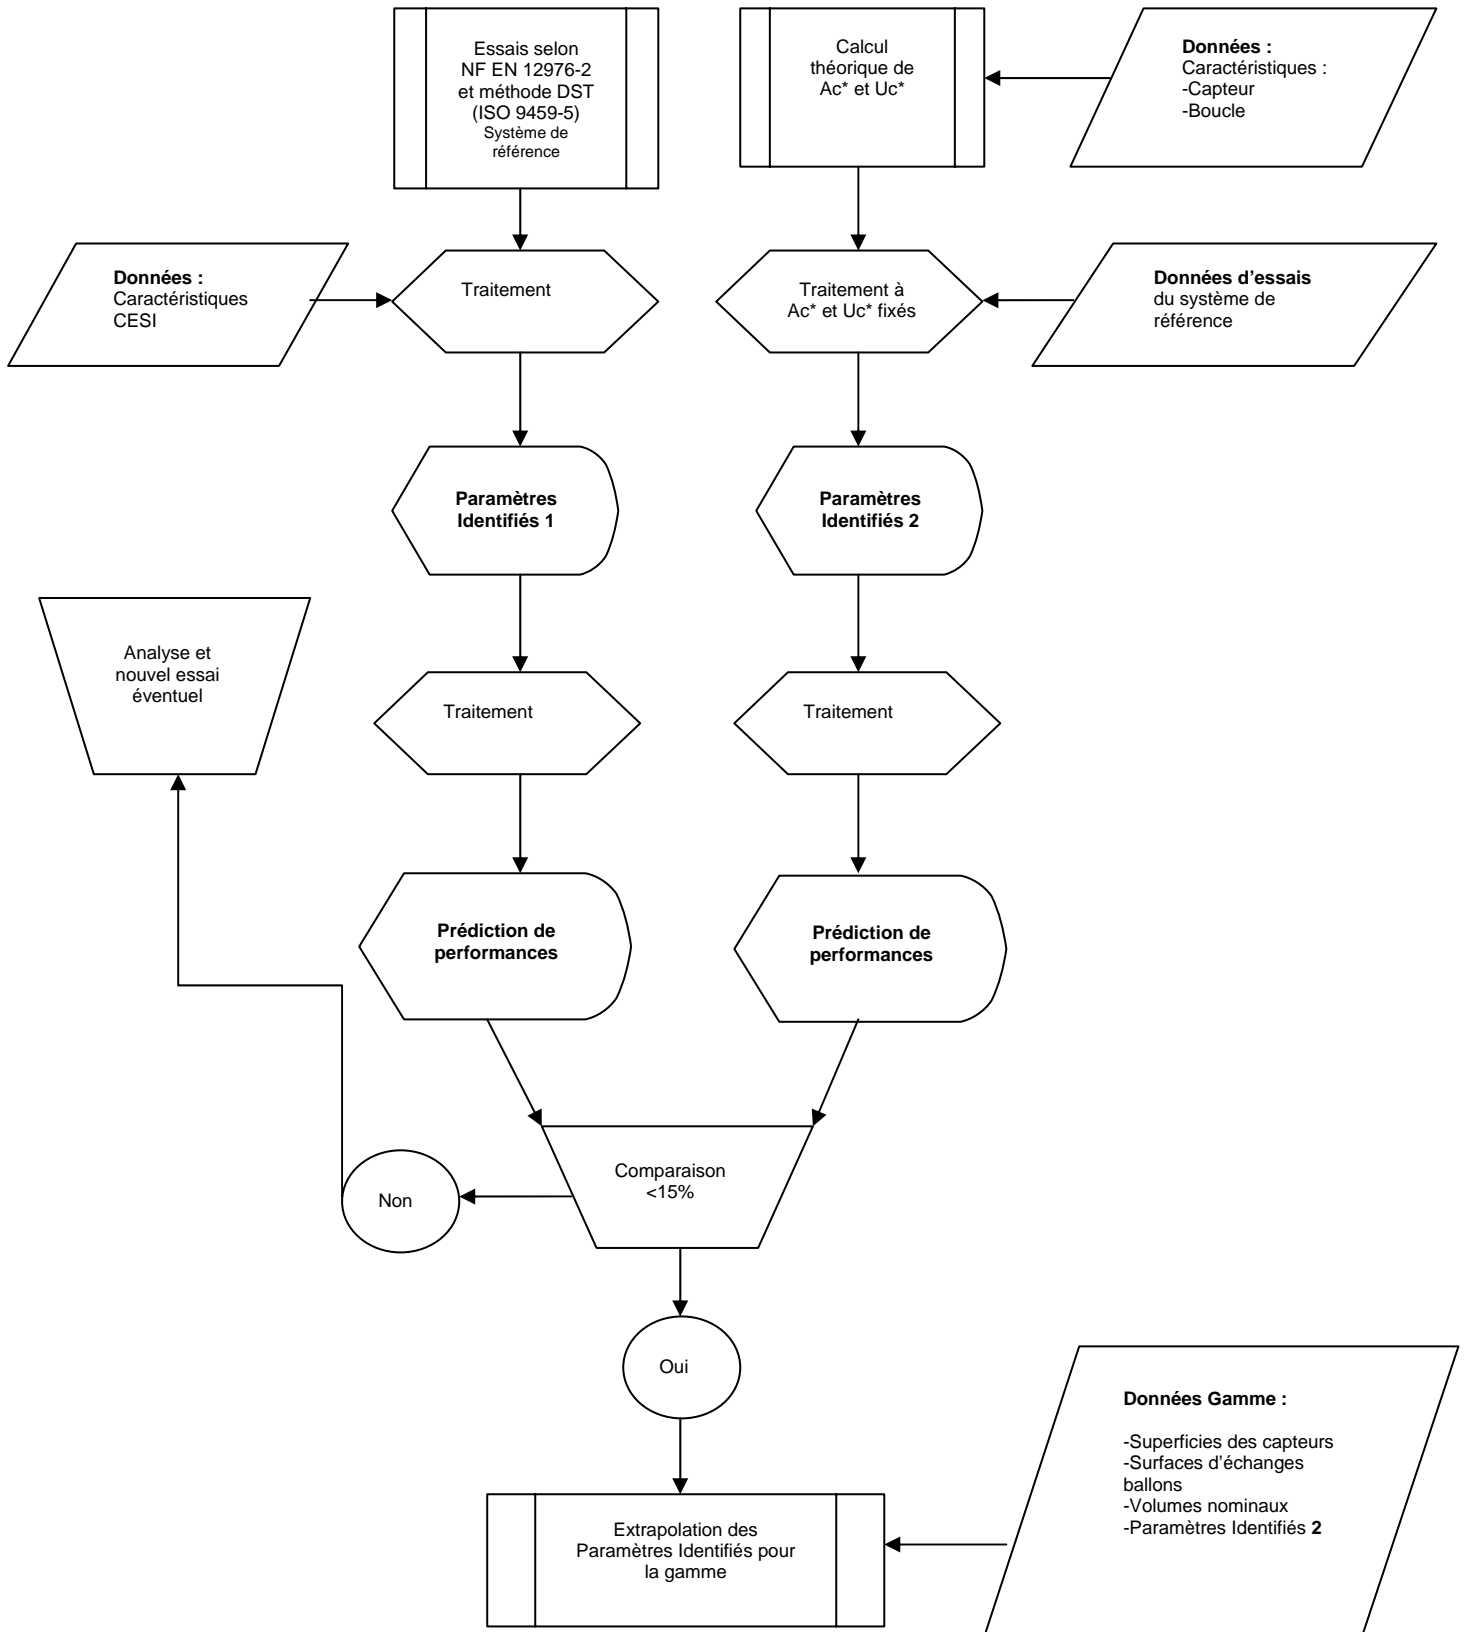 Essais selon
NF EN 12976-2
et méthode DST
(ISO 9459-5)
Système de
référence
Calcul
théorique de
Ac* et Uc*
Données :
Caractéristiques :
-Capteur
-Boucle
Données :
Caractéristiques
CESI
Traitement
Traitement à
Ac* et Uc* fixés
Données d'essais
du système de
référence
Paramètres
Identifiés 1
Paramètres
Identifiés 2
Analyse et
nouvel essai
éventuel
Traitement
Traitement
Prédiction de
performances
Prédiction de
performances
Comparaison
<15%
Non
Oui
Données Gamme :
-Superficies des capteurs
-Surfaces d'échanges
ballons
-Volumes nominaux
-Paramètres Identifiés 2
Extrapolation des
Paramètres Identifiés pour
la gamme